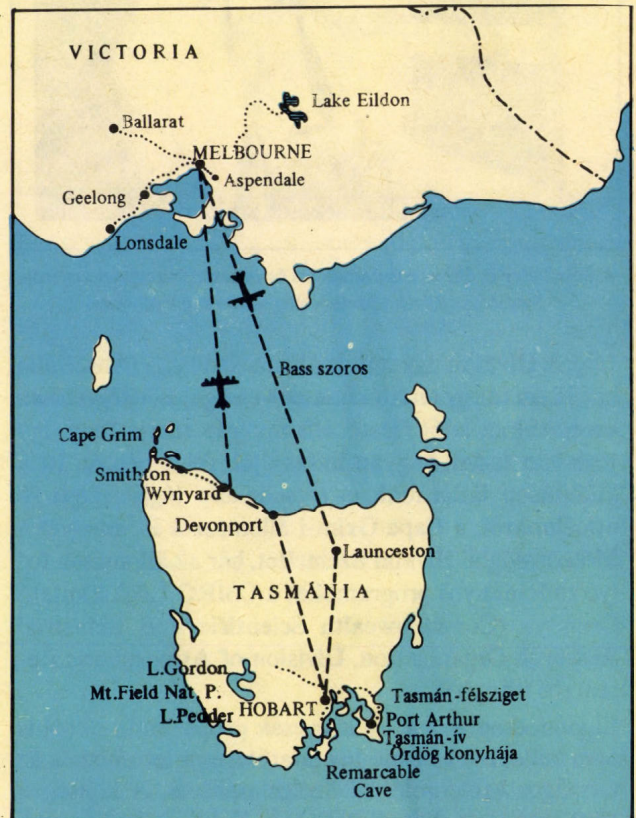 VICTORIA
Lake Eildon
Ballarat
MELBOURNE
Aspendale
Geelong
Lonsdale
Bass szoros
Cape Grim
Smithton
Wynyard
Devonport
Launceston
TASMÁNIA
L.Gordon
Mt.Field Nat. P.
HOBART
L.Pedder
Tasmán-félsziget
Port Arthur
Tasmán-ív
Ördög konyhája
Remarcable
Cave